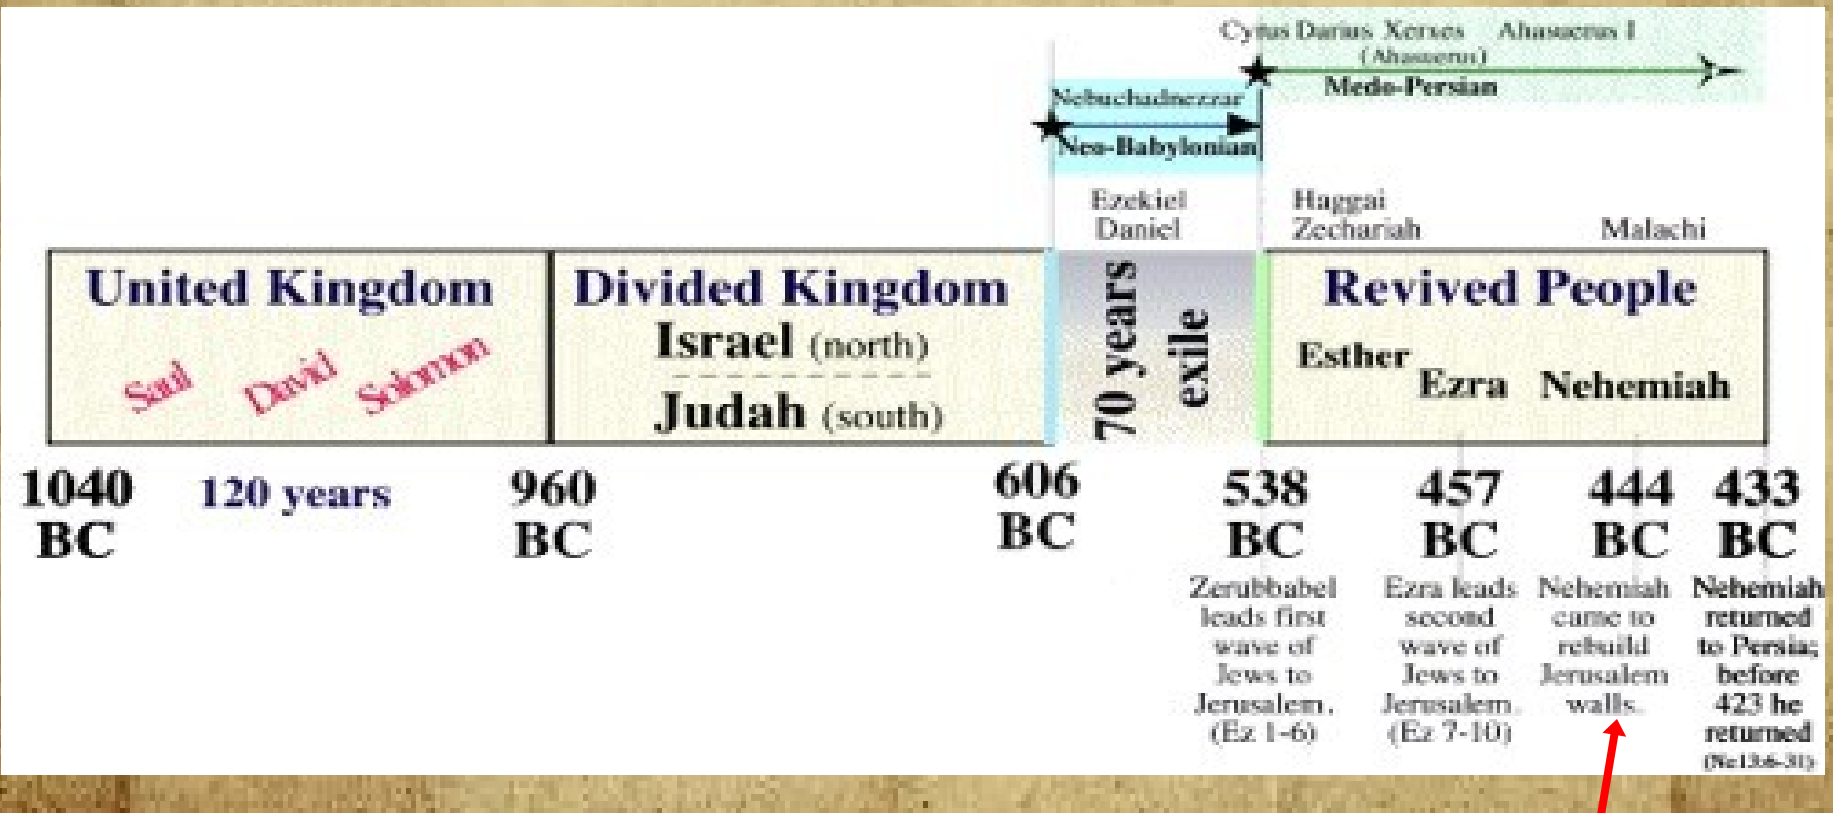 Cyrus Darius Xerxes Ahasuerus I
(Ahasuerus)
Medo-Persian
Nebuchadnezzar
Neo-Babylonian
Ezekiel
Daniel
Haggai
Zechariah
Malachi
United Kingdom
Saul David Solomon
Divided Kingdom
Israel (north)
Judah (south)
70 years
exile
Revived People
Esther
Ezra Nehemiah
1040
BC
120 years
960
BC
606
BC
538
BC
457
BC
444
BC
433
BC
Zerubbabel
leads first
wave of
Jews to
Jerusalem.
(Ez 1-6)
Ezra leads
second
wave of
Jews to
Jerusalem.
(Ez 7-10)
Nehemiah
came to
rebuild
Jerusalem
walls.
Nehemiah
returned
to Persia;
before
423 he
returned
(Ne13:6-31)